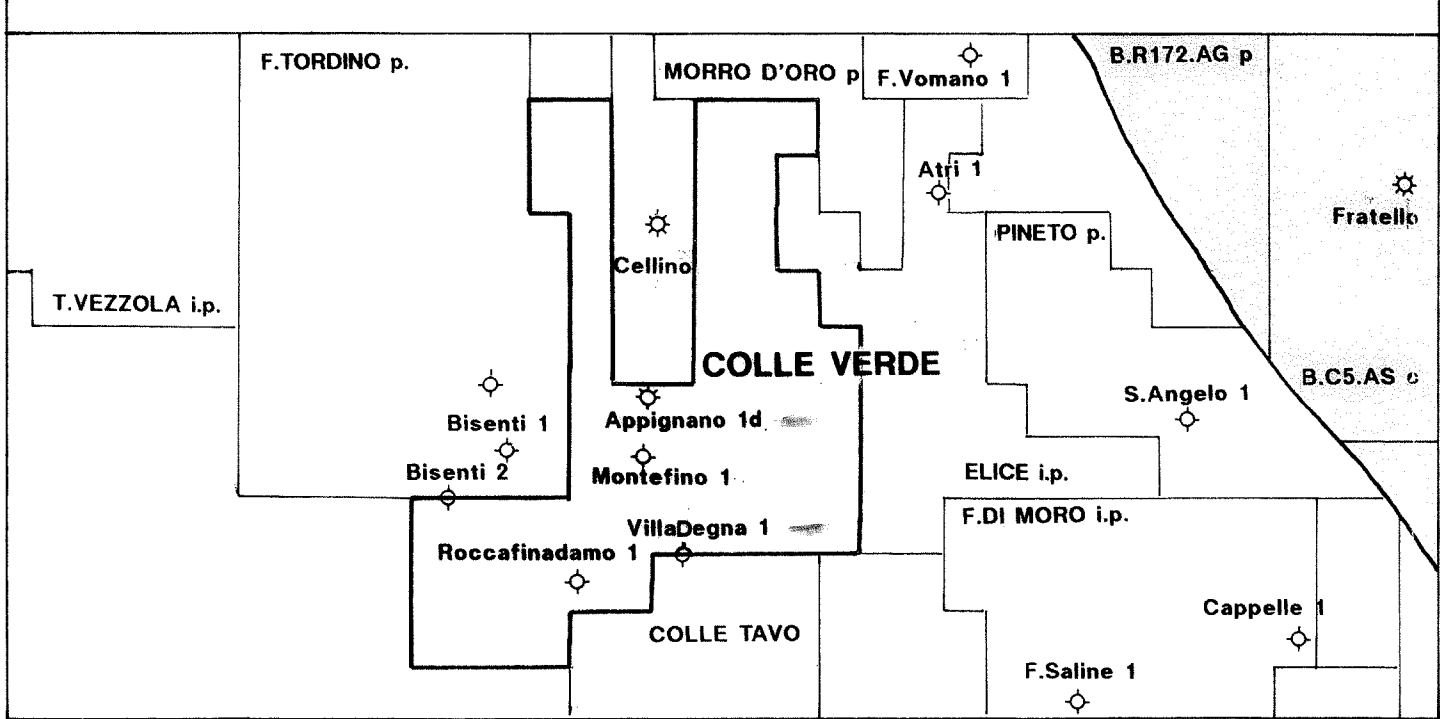 F.TORDINO p.
MORRO D'ORO p
F.Vomano 1
B.R172.AG p
Atri 1
Fratello
PINETO p.
Cellino
T.VEZZOLA i.p.
COLLE VERDE
B.C5.AS c
S.Angelo 1
Bisenti 1
Appignano 1d
Bisenti 2
Montefino 1
ELICE i.p.
F.DI MORO i.p.
VillaDegna 1
Roccafinadamo 1
Cappelle 1
COLLE TAVO
F.Saline 1